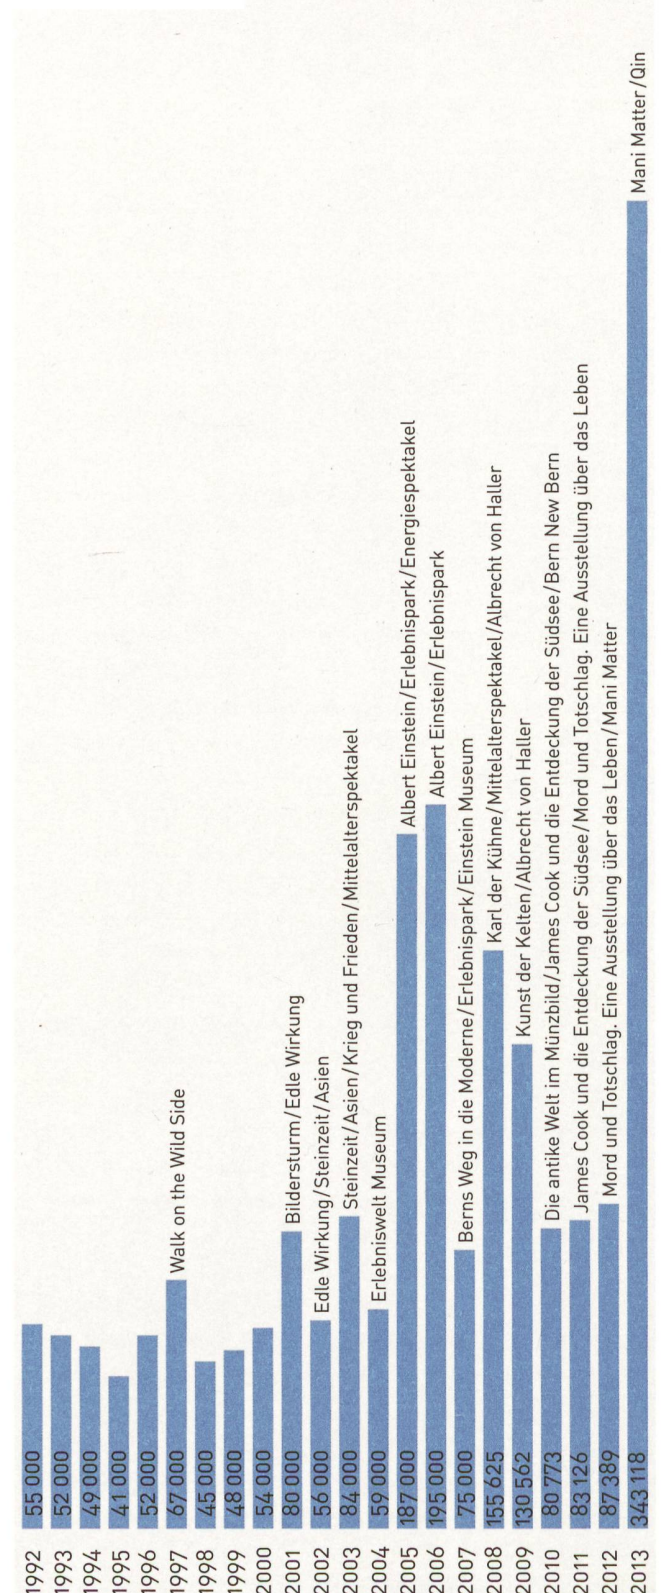 1992 55 000
1993 52 000
1994 49 000
1995 41 000
1996 52 000
1997 67 000 Walk on the Wild Side
1998 45 000
1999 48 000
2000 54 000
2001 80 000 Bildersturm/Edle Wirkung
2002 56 000 Edle Wirkung/Steinzeit/Asien
2003 84 000 Steinzeit/Asien/Krieg und Frieden/Mittelalterspektakel
2004 59 000 Erlebniswelt Museum
2005 187 000 Albert Einstein/Erlebnispark/Energiespektakel
2006 195 000 Albert Einstein/Erlebnispark
2007 75 000 Berns Weg in die Moderne/Erlebnispark/Einstein Museum
2008 155 625 Karl der Kühne/Mittelalterspektakel/Albrecht von Haller
2009 130 562 Kunst der Kelten/Albrecht von Haller
2010 80 773 Die antike Welt im Münzbild/James Cook und die Entdeckung der Südsee/Bern New Bern
2011 83 126 James Cook und die Entdeckung der Südsee/Mord und Totschlag. Eine Ausstellung über das Leben
2012 87 389 Mord und Totschlag. Eine Ausstellung über das Leben/Mani Matter
2013 343 118 Mani Matter/Qin